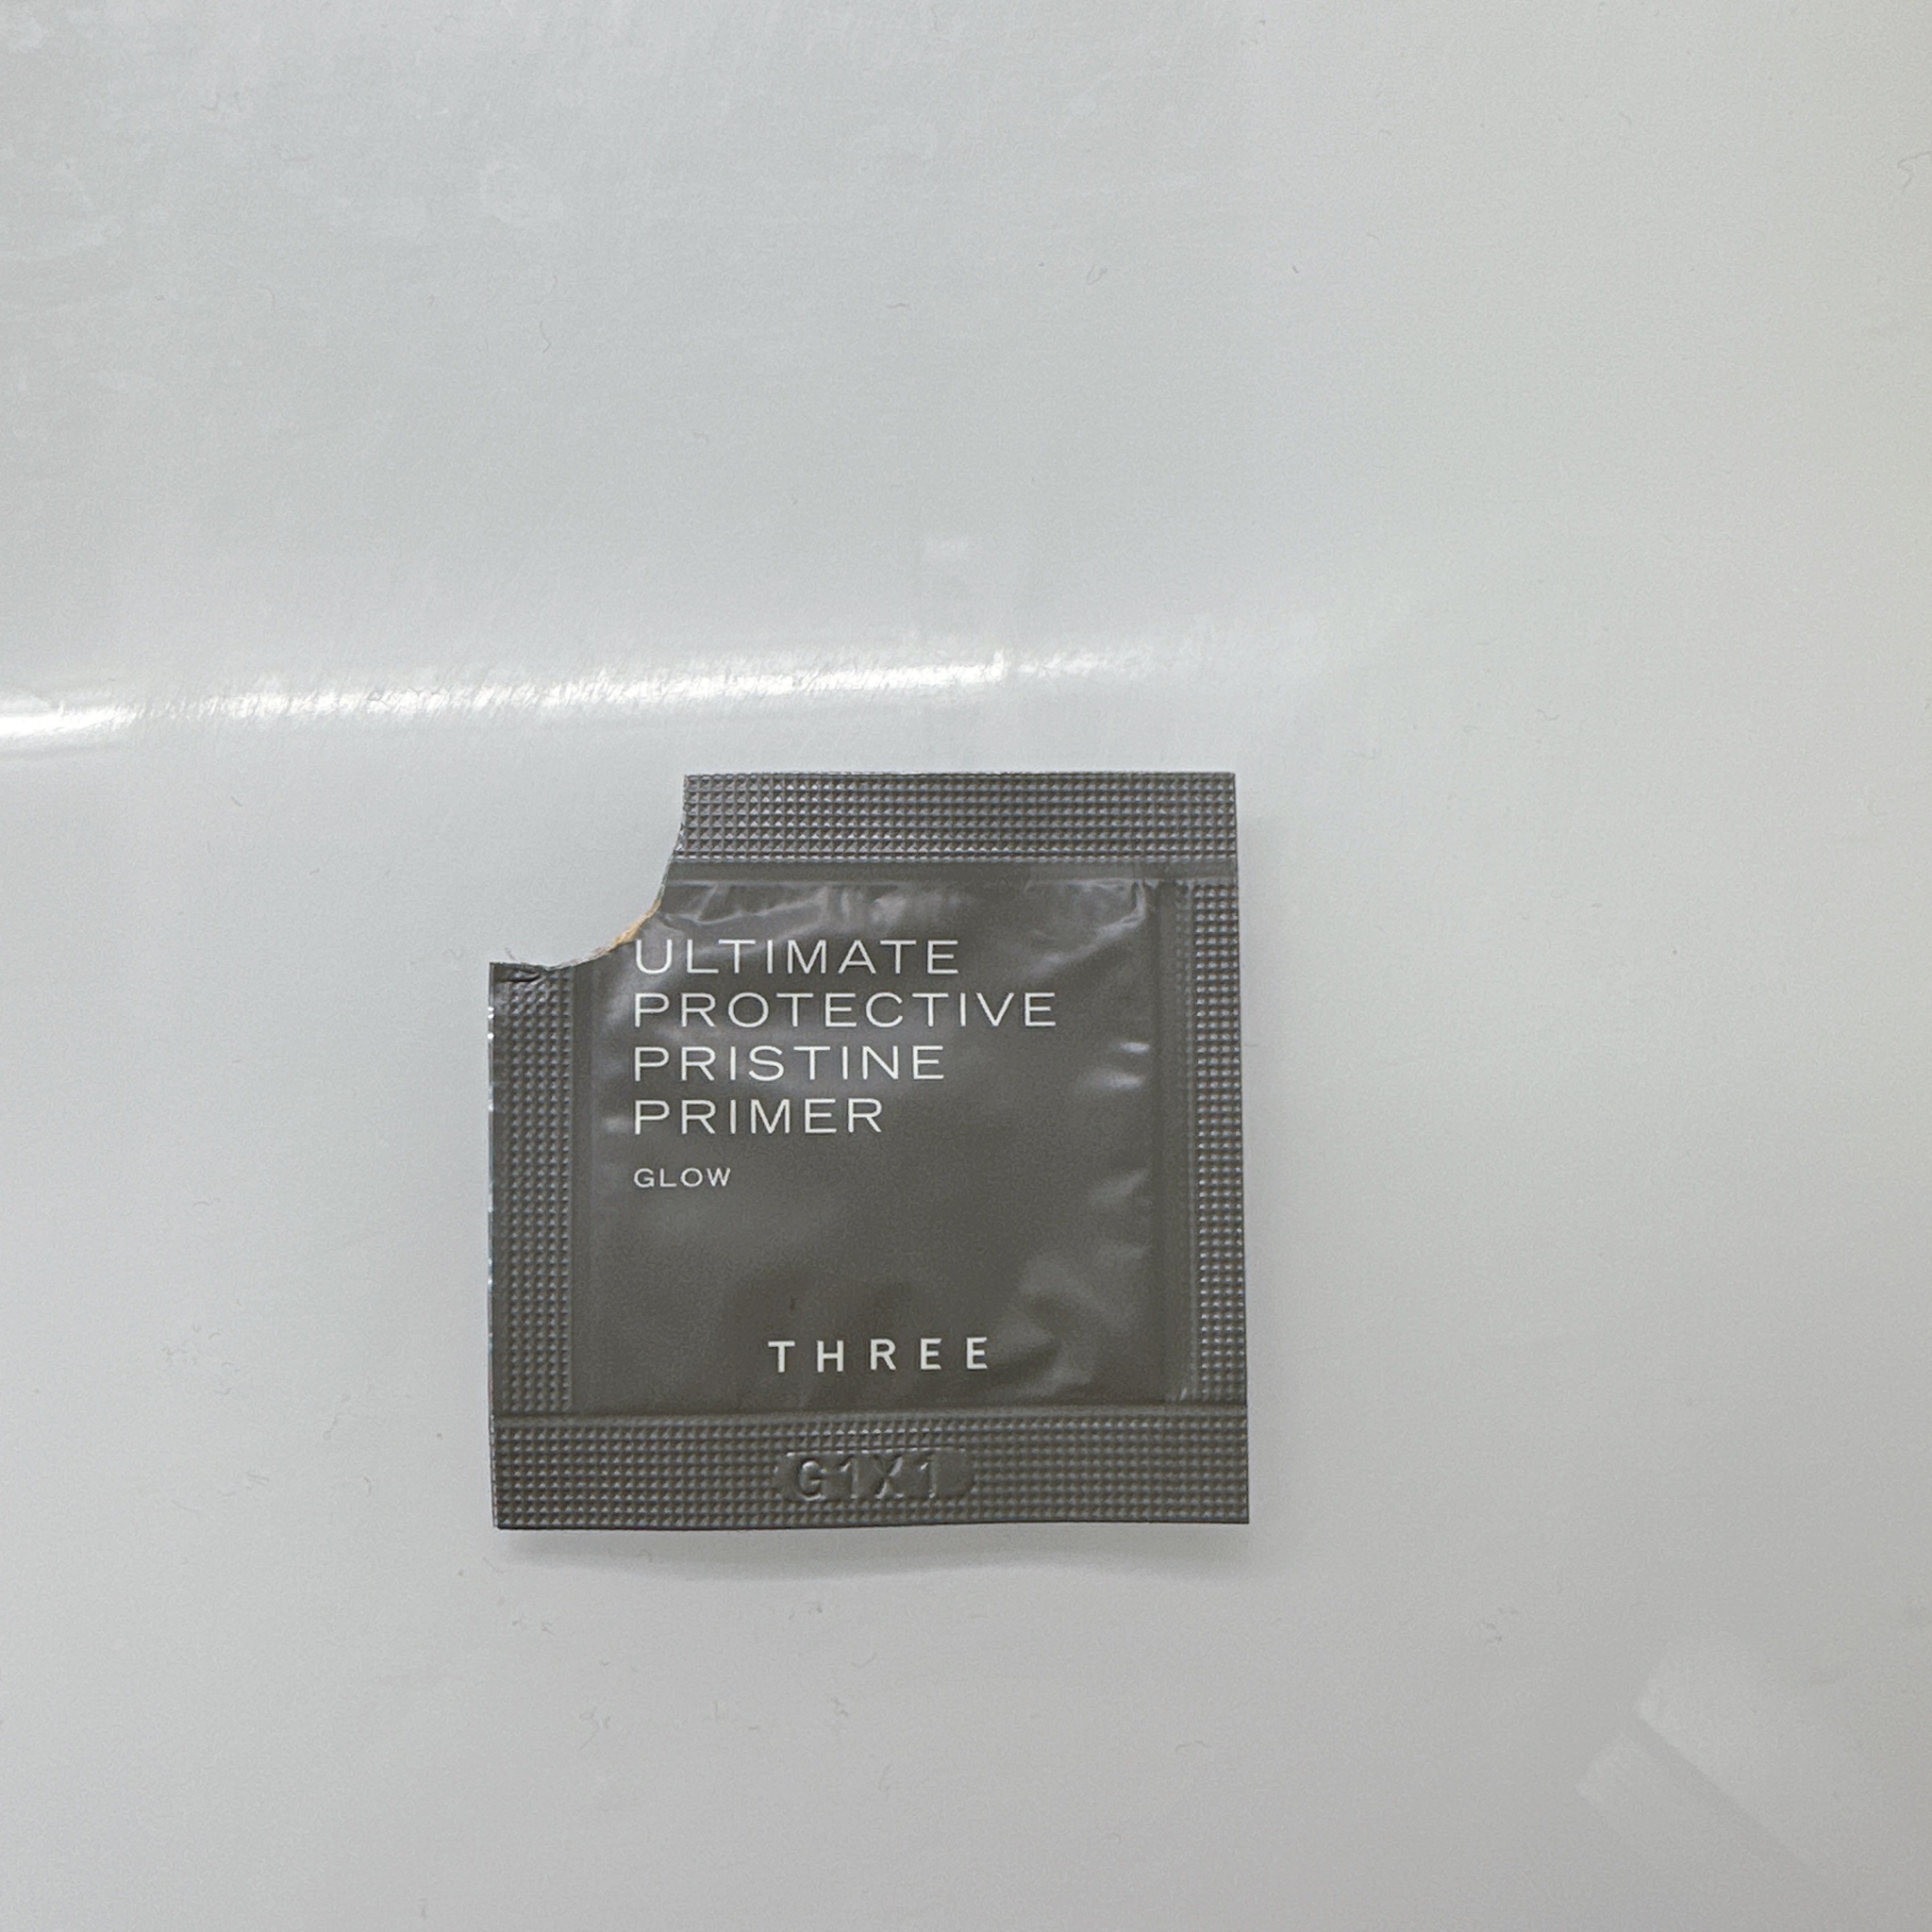 ULTIMATE
PROTECTIVE
PRISTINE
PRIMER
GLOW
THREE
G1X1